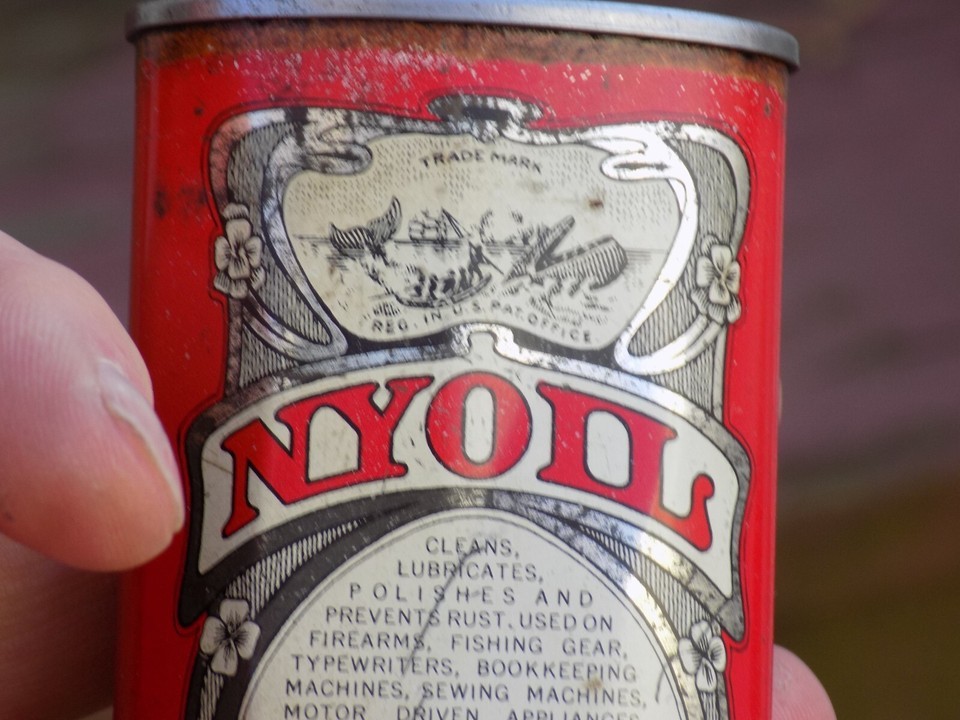 TRADE MARK
REG. IN U.S. PAT. OFFICE
NYOIL
CLEANS,
LUBRICATES,
POLISHES AND
PREVENTS RUST. USED ON
FIREARMS, FISHING GEAR,
TYPEWRITERS, BOOKKEEPING
MACHINES, SEWING MACHINES,
MOTOR DRIVEN APPLIANCES